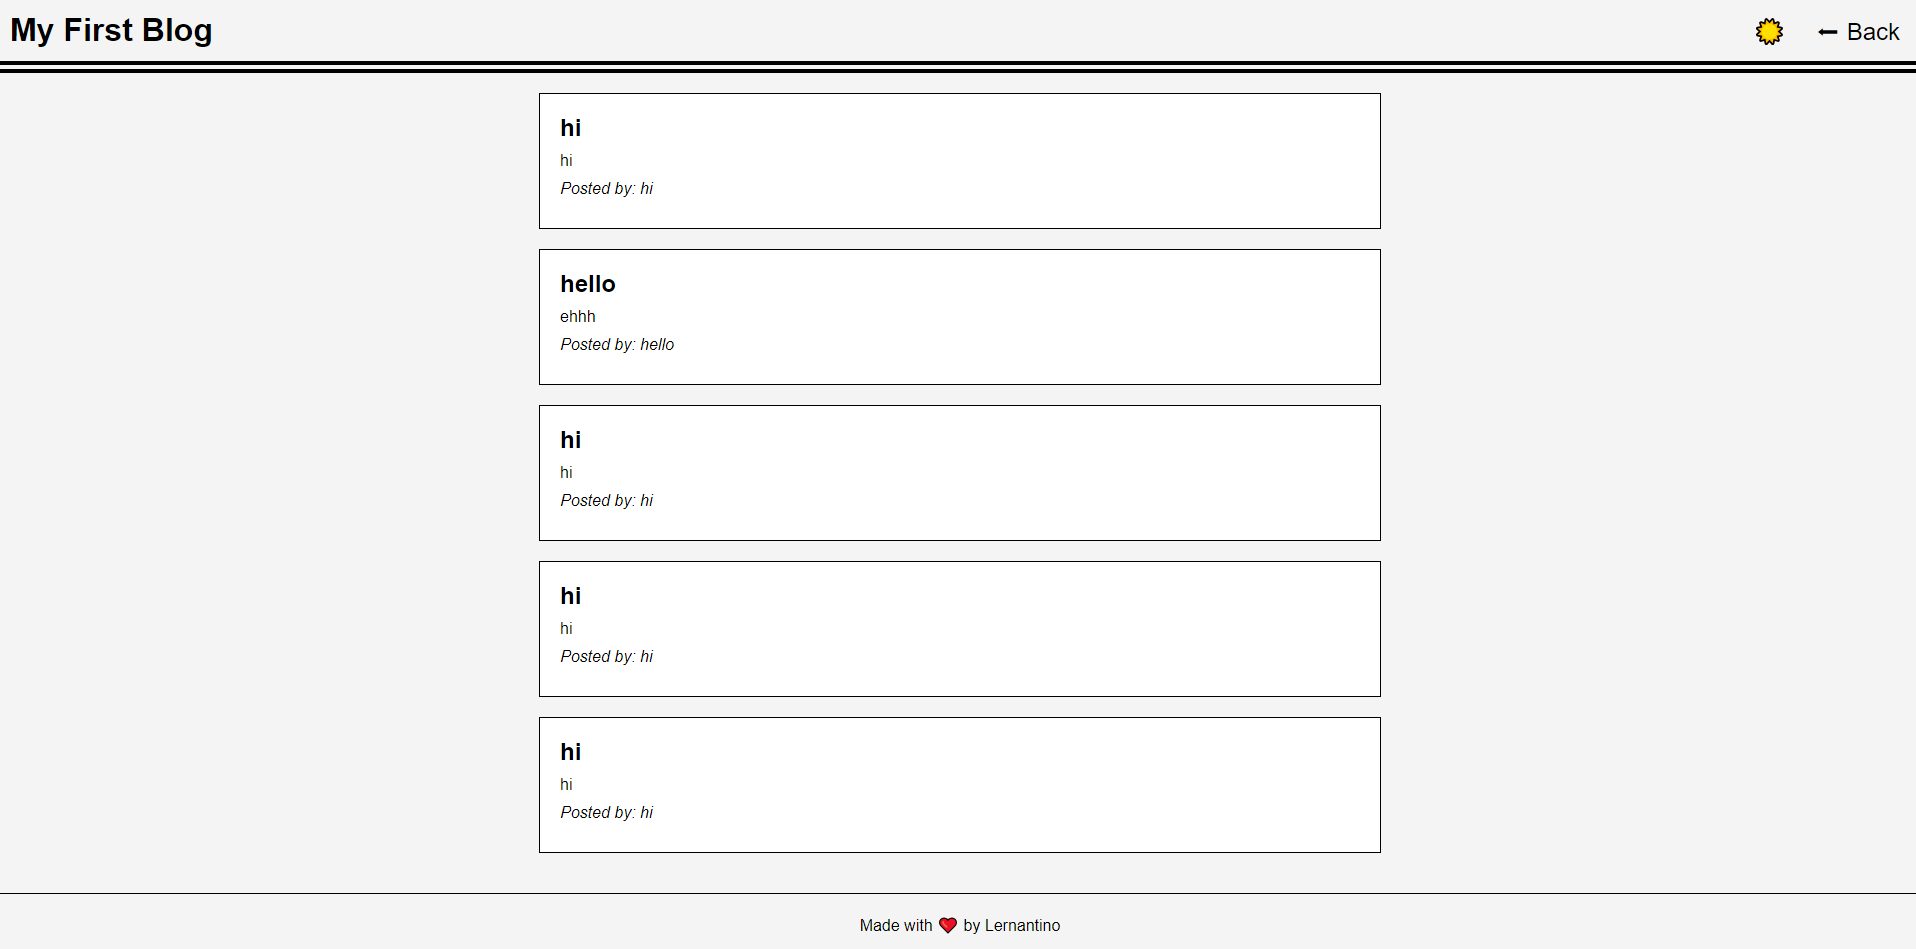 My First Blog
Back
hi
hi
Posted by: hi
hello
ehhh
Posted by: hello
hi
hi
Posted by: hi
hi
hi
Posted by: hi
hi
hi
Posted by: hi
Made with ❤️ by Lernantino